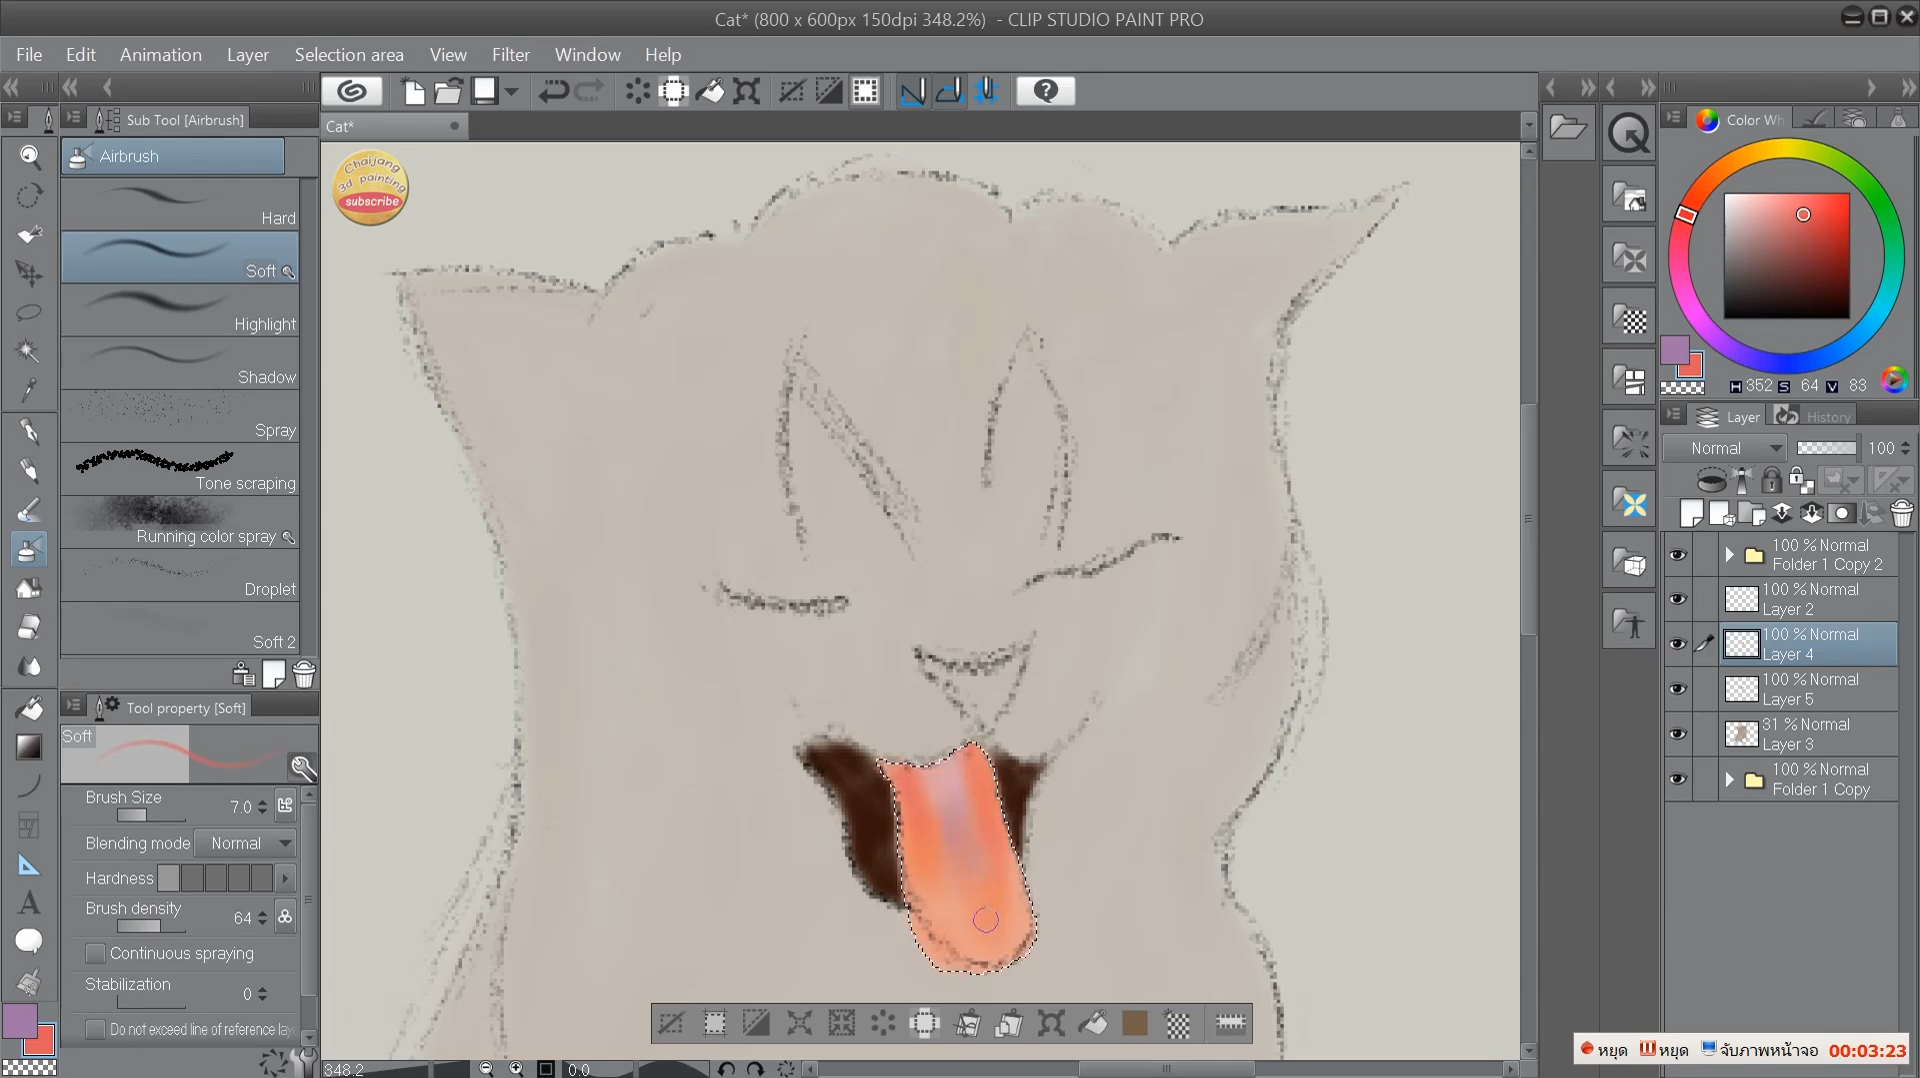 Cat* (800 x 600px 150dpi 348.2%) - CLIP STUDIO PAINT PRO
File Edit Animation Layer Selection area View Filter Window Help
Sub Tool [Airbrush]
Airbrush
Hard
Soft
Highlight
Shadow
Spray
Tone scraping
Running color spray
Droplet
Soft 2
Tool property [Soft]
Soft
Brush Size 7.0
Blending mode Normal
Hardness
Brush density 64
Continuous spraying
Stabilization 0
Do not exceed line of reference lay
Cat*
Chaijang
3d painting
subscribe
348.2 0.0
Color Wh
H 352 S 64 V 83
Layer History
Normal 100
100 % Normal
Folder 1 Copy 2
100 % Normal
Layer 2
100 % Normal
Layer 4
100 % Normal
Layer 5
31 % Normal
Layer 3
100 % Normal
Folder 1 Copy
หยุด หยุด จับภาพหน้าจอ 00:03:23